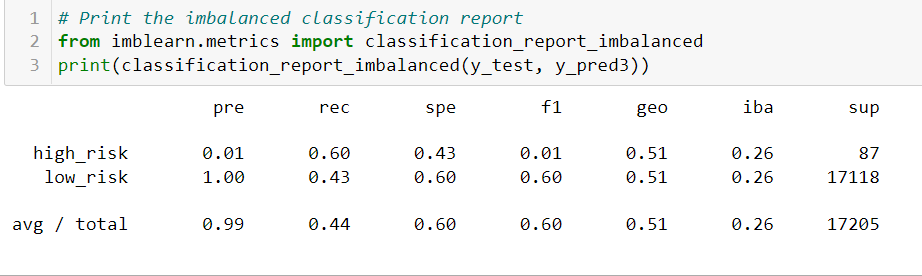 1 # Print the imbalanced classification report
2 from imblearn.metrics import classification_report_imbalanced
3 print(classification_report_imbalanced(y_test, y_pred3))
pre rec spe f1 geo iba sup
high_risk 0.01 0.60 0.43 0.01 0.51 0.26 87
low_risk 1.00 0.43 0.60 0.60 0.51 0.26 17118
avg / total 0.99 0.44 0.60 0.60 0.51 0.26 17205